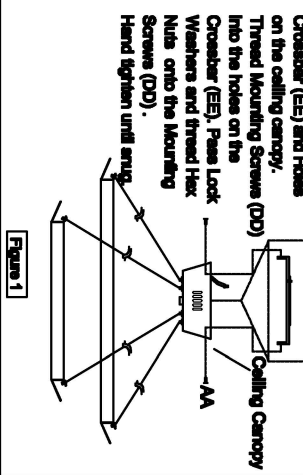 Crossbar (EE) and Holes
on the ceiling canopy.
Thread Mounting Screws (DD)
into the holes on the
Crossbar (EE). Pass Lock
Washers and thread Hex
Nuts onto the Mounting
Screws (DD).
Hand tighten until snug.
Ceiling Canopy
AA
Figure 1